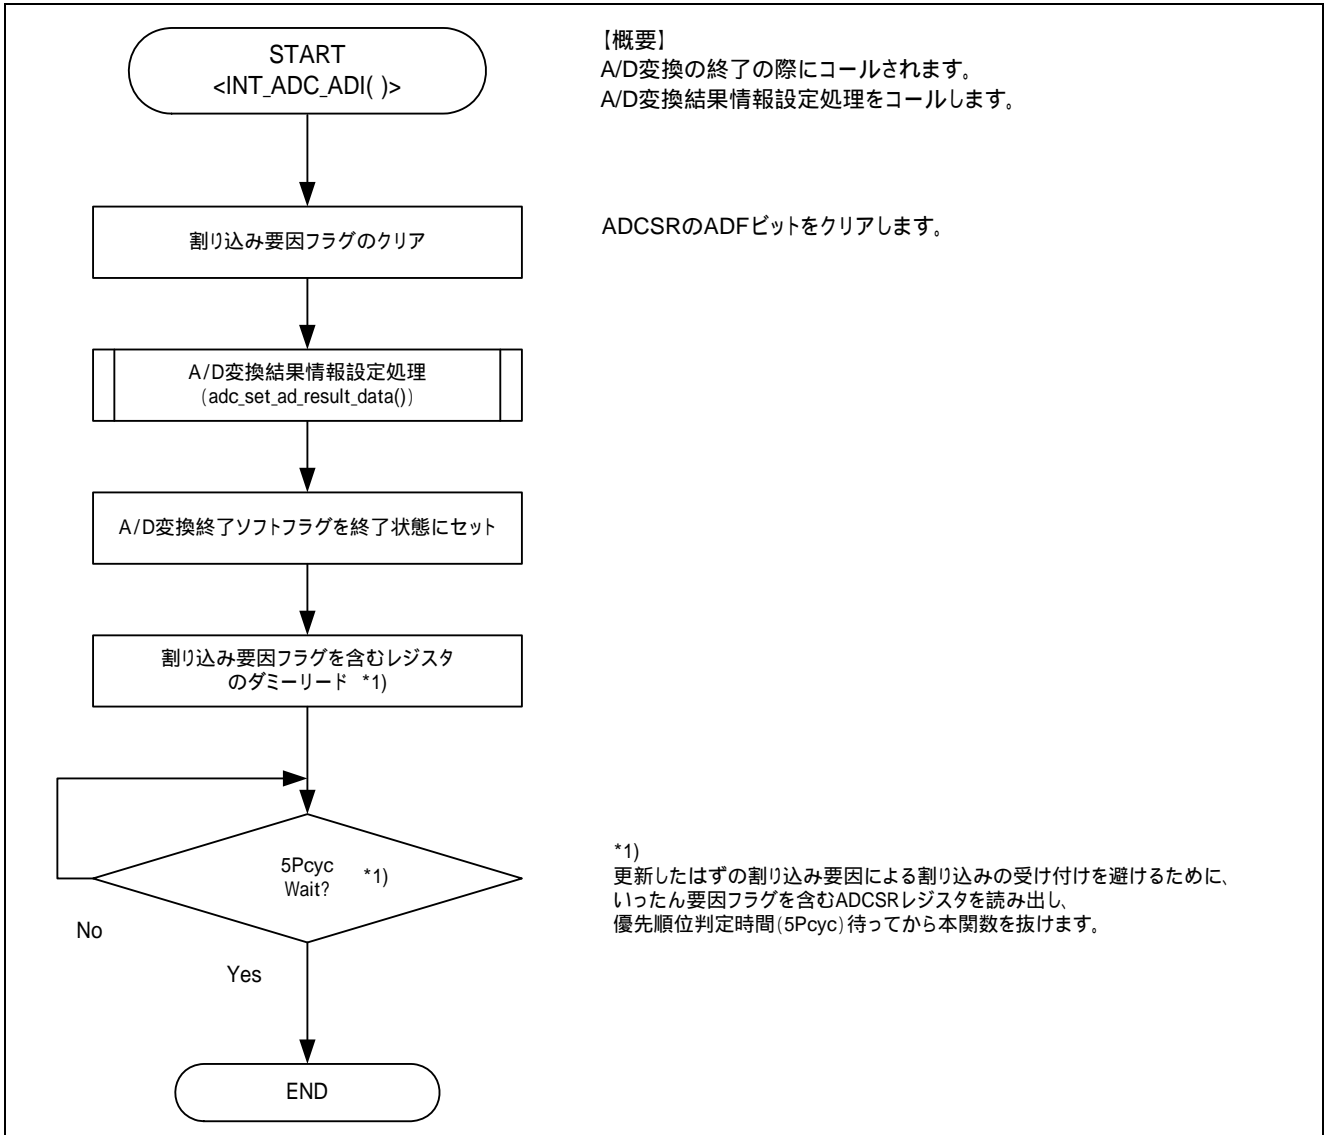 START
<INT_ADC_ADI( )>
【概要】
A/D変換の終了の際にコールされます。
A/D変換結果情報設定処理をコールします。
割り込み要因フラグのクリア
ADCSRのADFビットをクリアします。
A/D変換結果情報設定処理
(adc_set_ad_result_data())
A/D変換終了ソフトフラグを終了状態にセット
割り込み要因フラグを含むレジスタ
のダミーリード *1)
5Pcyc
Wait? *1)
No
Yes
*1)
更新したはずの割り込み要因による割り込みの受け付けを避けるために、
いったん要因フラグを含むADCSRレジスタを読み出し、
優先順位判定時間(5Pcyc)待ってから本関数を抜けます。
END